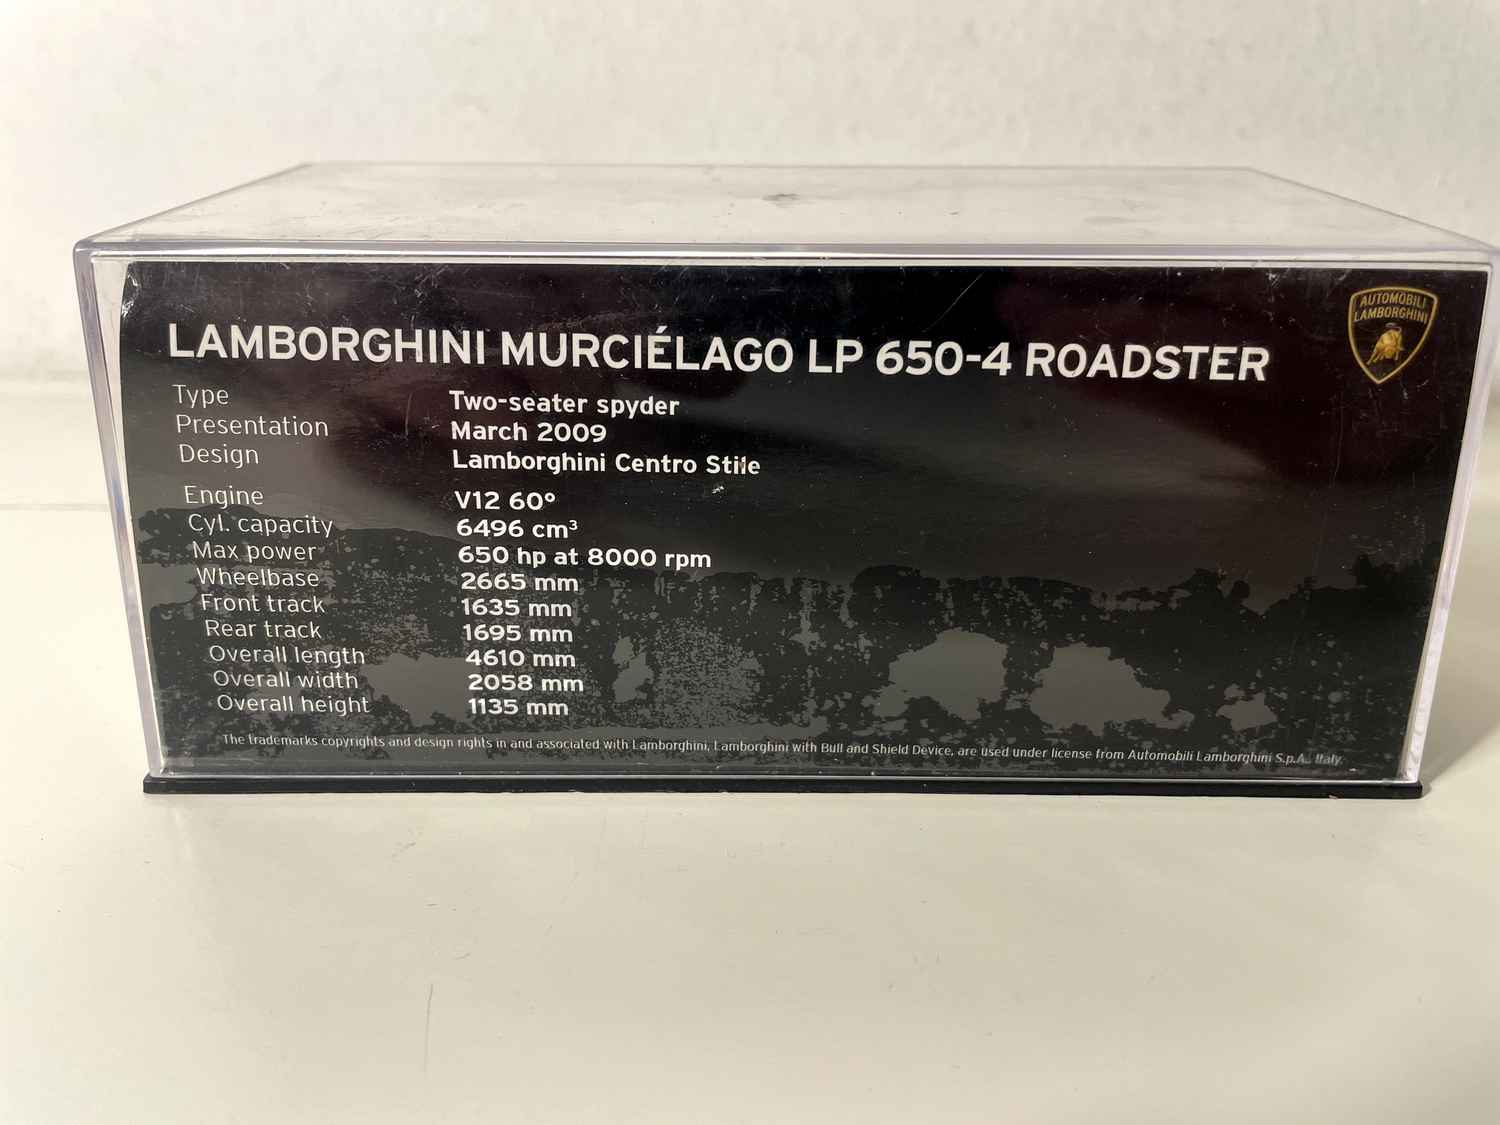 AUTOMOBILI
LAMBORGHINI
LAMBORGHINI MURCIÉLAGO LP 650-4 ROADSTER
Type Two-seater spyder
Presentation March 2009
Design Lamborghini Centro Stile
Engine V12 60°
Cyl. capacity 6496 cm³
Max power 650 hp at 8000 rpm
Wheelbase 2665 mm
Front track 1635 mm
Rear track 1695 mm
Overall length 4610 mm
Overall width 2058 mm
Overall height 1135 mm
The trademarks copyrights and design rights in and associated with Lamborghini, Lamborghini with Bull and Shield Device, are used under license from Automobili Lamborghini S.p.A., Italy.